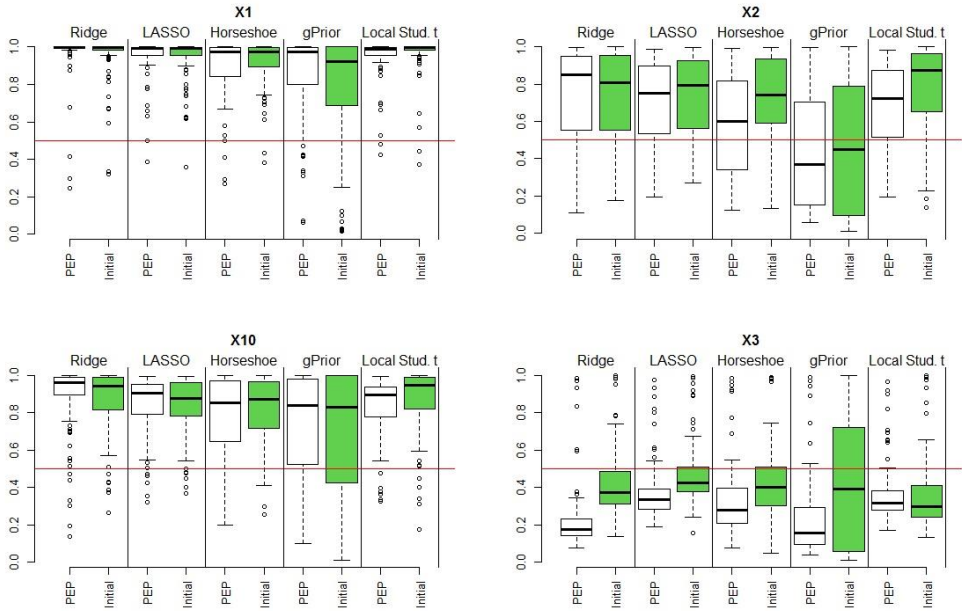 X1
Ridge LASSO Horseshoe gPrior Local Stud. t
1.0
0.8
0.6
0.4
0.2
0.0
PEP Initial PEP Initial PEP Initial PEP Initial PEP Initial
X2
Ridge LASSO Horseshoe gPrior Local Stud. t
1.0
0.8
0.6
0.4
0.2
0.0
PEP Initial PEP Initial PEP Initial PEP Initial PEP Initial
X10
Ridge LASSO Horseshoe gPrior Local Stud. t
1.0
0.8
0.6
0.4
0.2
0.0
PEP Initial PEP Initial PEP Initial PEP Initial PEP Initial
X3
Ridge LASSO Horseshoe gPrior Local Stud. t
1.0
0.8
0.6
0.4
0.2
0.0
PEP Initial PEP Initial PEP Initial PEP Initial PEP Initial